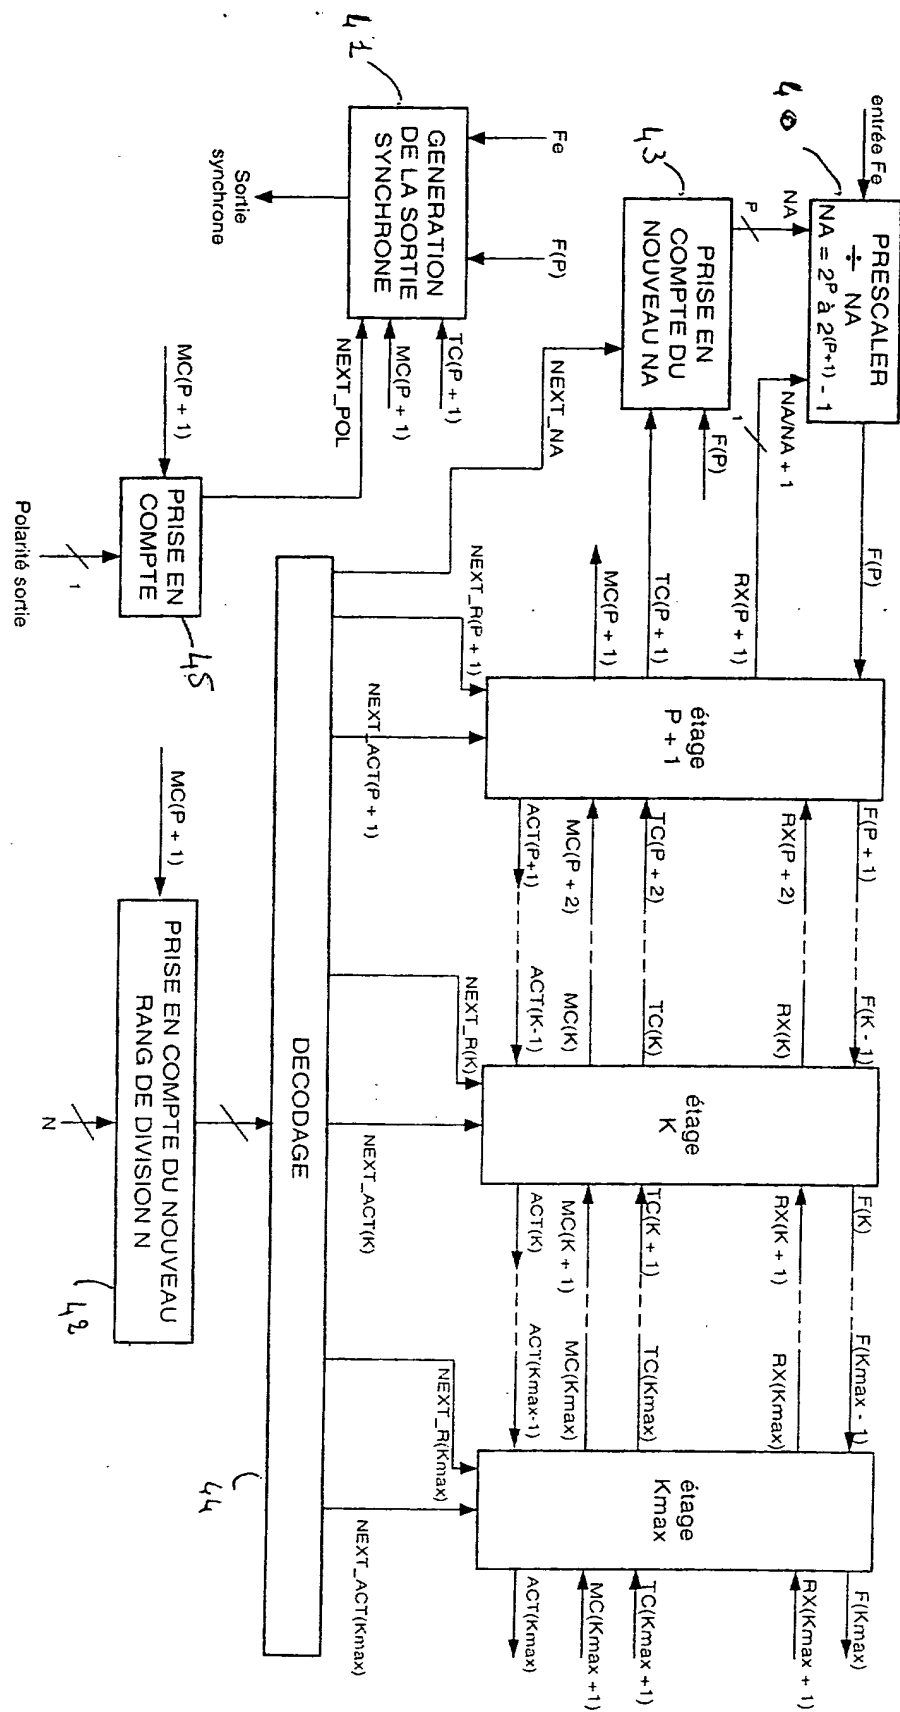 entrée Fe
40
PRESCALER
÷ NA
NA = 2^P à 2^(P+1) - 1
F(P)
NA
P
NA/NA + 1
1
RX(P + 1)
43
PRISE EN
COMPTE DU
NOUVEAU NA
F(P)
TC(P + 1)
MC(P + 1)
NEXT_NA
41
Fe
F(P)
GENERATION
DE LA SORTIE
SYNCHRONE
TC(P + 1)
MC(P + 1)
NEXT_POL
Sortie
synchrone
MC(P + 1)
PRISE EN
COMPTE
45
1
Polarité sortie
étage
P + 1
NEXT_R(P + 1)
NEXT_ACT(P + 1)
F(P + 1)
RX(P + 2)
TC(P + 2)
MC(P + 2)
ACT(P+1)
F(K - 1)
RX(K)
TC(K)
MC(K)
ACT(K-1)
étage
K
NEXT_R(K)
NEXT_ACT(K)
F(K)
RX(K + 1)
TC(K + 1)
MC(K + 1)
ACT(K)
F(Kmax - 1)
RX(Kmax)
TC(Kmax)
MC(Kmax)
ACT(Kmax-1)
étage
Kmax
NEXT_R(Kmax)
NEXT_ACT(Kmax)
F(Kmax)
RX(Kmax + 1)
TC(Kmax +1)
MC(Kmax +1)
ACT(Kmax)
DECODAGE
44
MC(P + 1)
PRISE EN COMPTE DU NOUVEAU
RANG DE DIVISION N
42
N